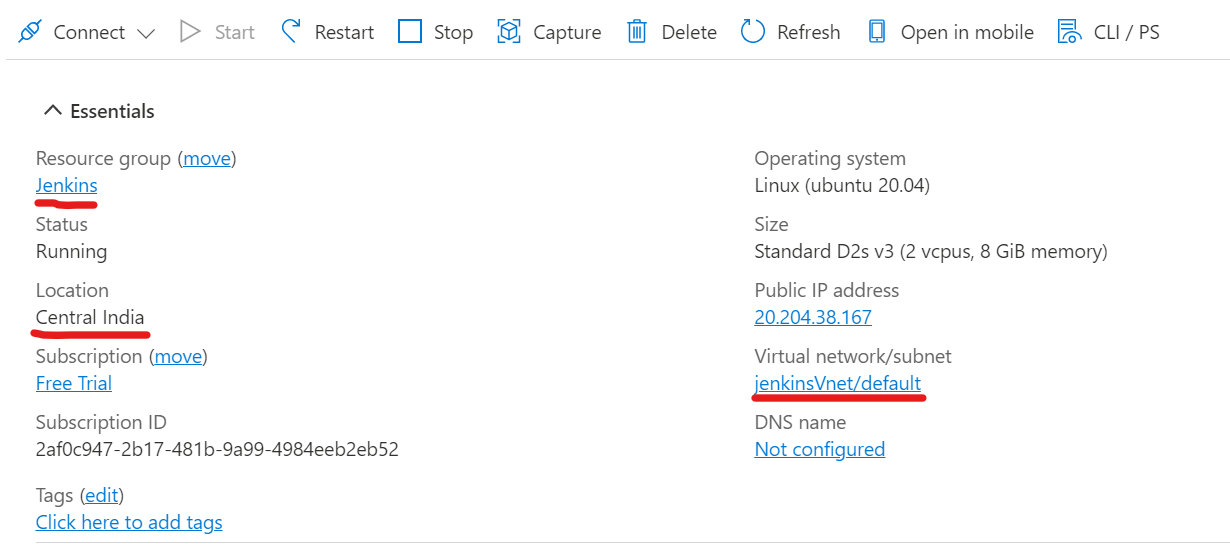 Connect Start Restart Stop Capture Delete Refresh Open in mobile CLI / PS
Essentials
Resource group (move)
Jenkins
Status
Running
Location
Central India
Subscription (move)
Free Trial
Subscription ID
2af0c947-2b17-481b-9a99-4984eeb2eb52
Tags (edit)
Click here to add tags
Operating system
Linux (ubuntu 20.04)
Size
Standard D2s v3 (2 vcpus, 8 GiB memory)
Public IP address
20.204.38.167
Virtual network/subnet
jenkinsVnet/default
DNS name
Not configured